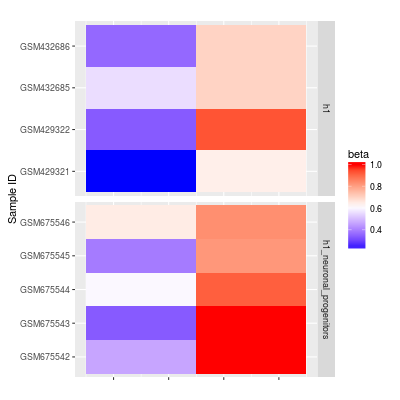 GSM432686
GSM432685
GSM429322
GSM429321
h1
GSM675546
GSM675545
GSM675544
GSM675543
GSM675542
h1_neuronal_progenitors
Sample ID
beta
1.0
0.8
0.6
0.4